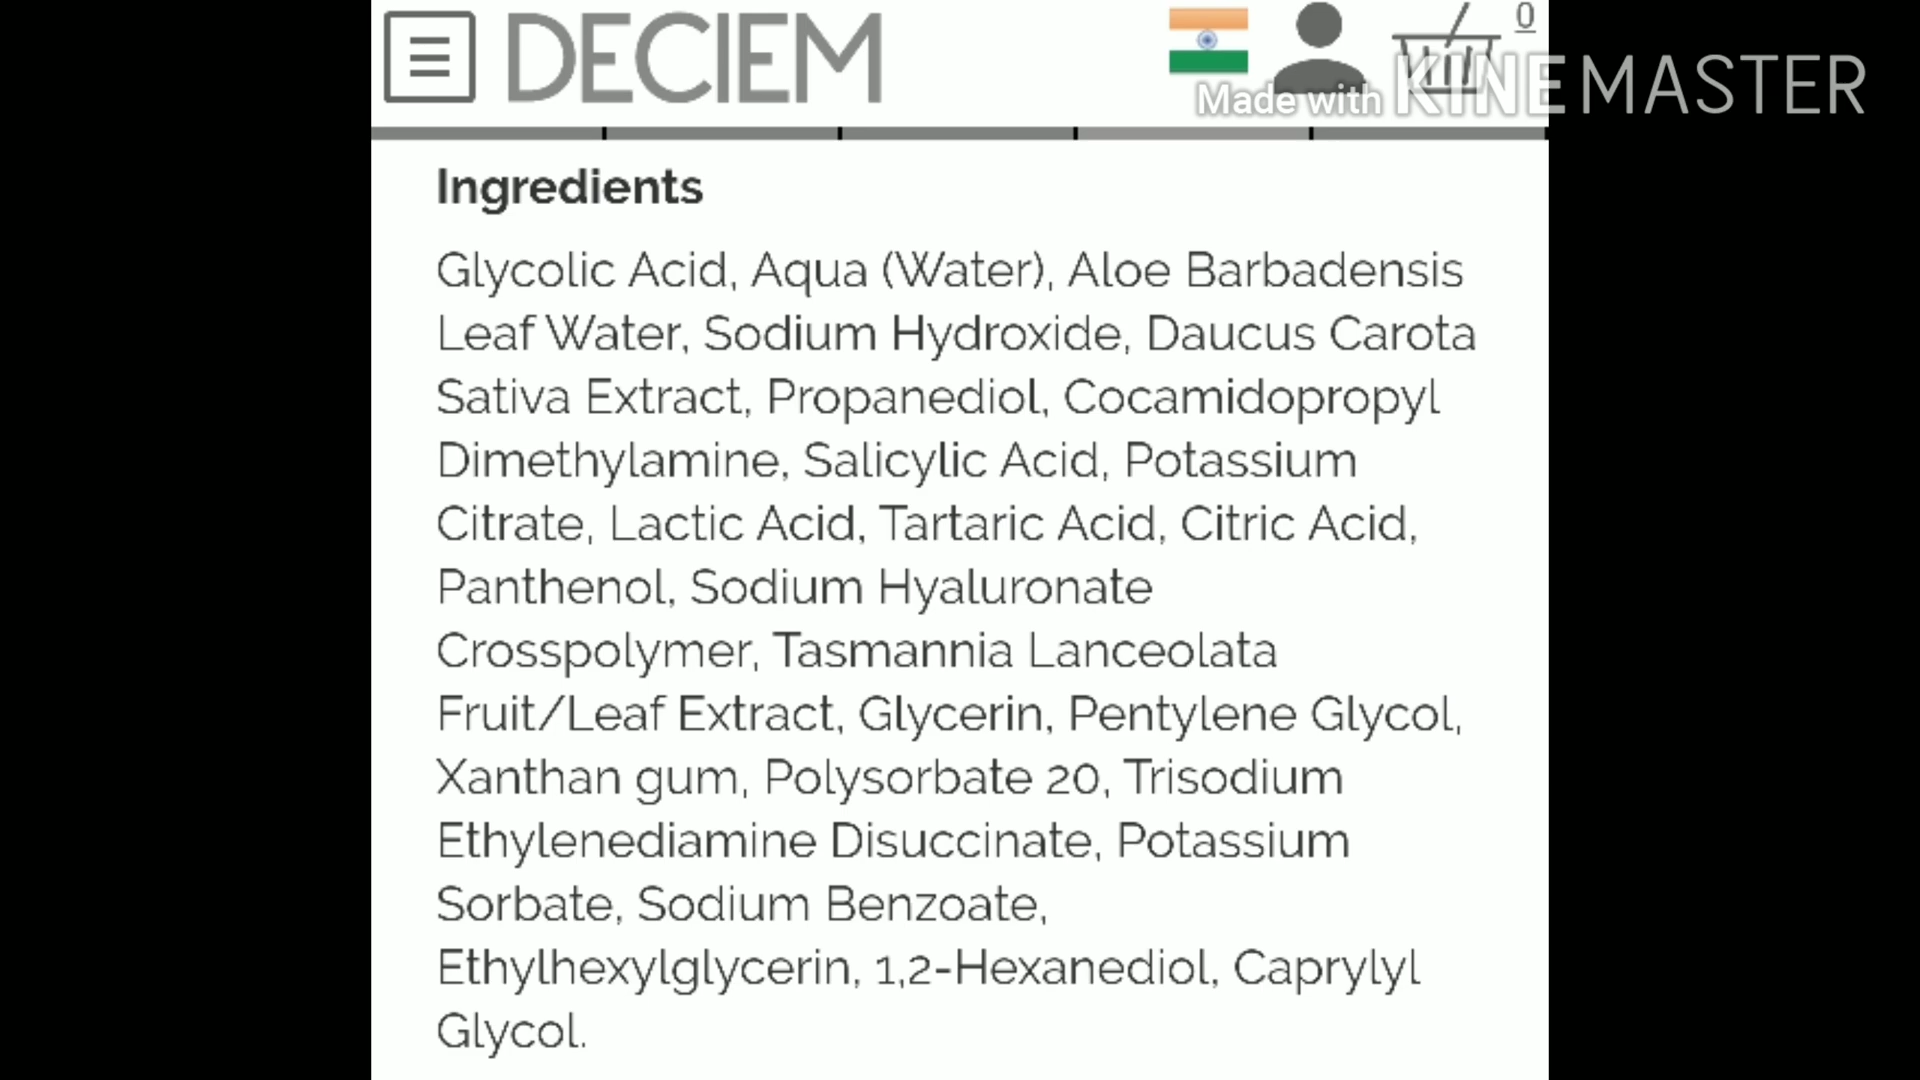 DECIEM
0
Made with KINEMASTER
Ingredients
Glycolic Acid, Aqua (Water), Aloe Barbadensis
Leaf Water, Sodium Hydroxide, Daucus Carota
Sativa Extract, Propanediol, Cocamidopropyl
Dimethylamine, Salicylic Acid, Potassium
Citrate, Lactic Acid, Tartaric Acid, Citric Acid,
Panthenol, Sodium Hyaluronate
Crosspolymer, Tasmannia Lanceolata
Fruit/Leaf Extract, Glycerin, Pentylene Glycol,
Xanthan gum, Polysorbate 20, Trisodium
Ethylenediamine Disuccinate, Potassium
Sorbate, Sodium Benzoate,
Ethylhexylglycerin, 1,2-Hexanediol, Caprylyl
Glycol.